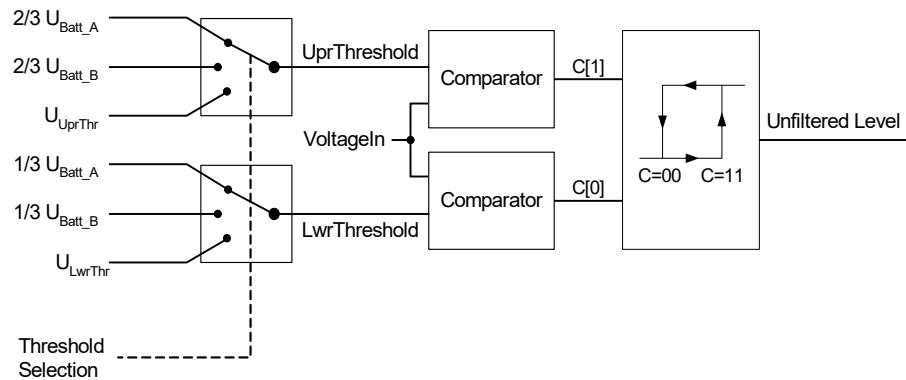 2/3 U_Batt_A
2/3 U_Batt_B
U_UprThr
UprThreshold
Comparator
C[1]
VoltageIn
C=00 C=11
Unfiltered Level
1/3 U_Batt_A
1/3 U_Batt_B
U_LwrThr
LwrThreshold
Comparator
C[0]
Threshold
Selection